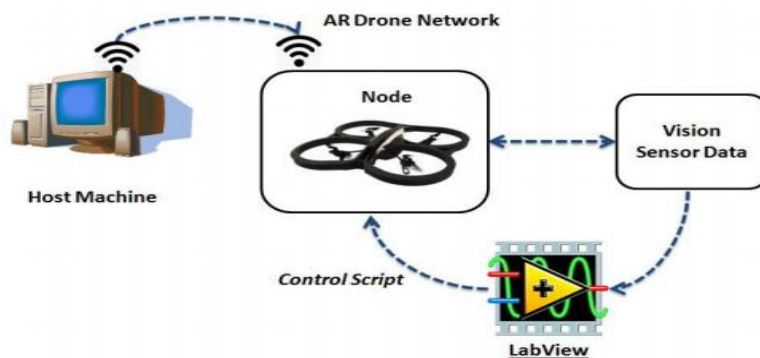 AR Drone Network
Node
Host Machine
Vision
Sensor Data
Control Script
LabView